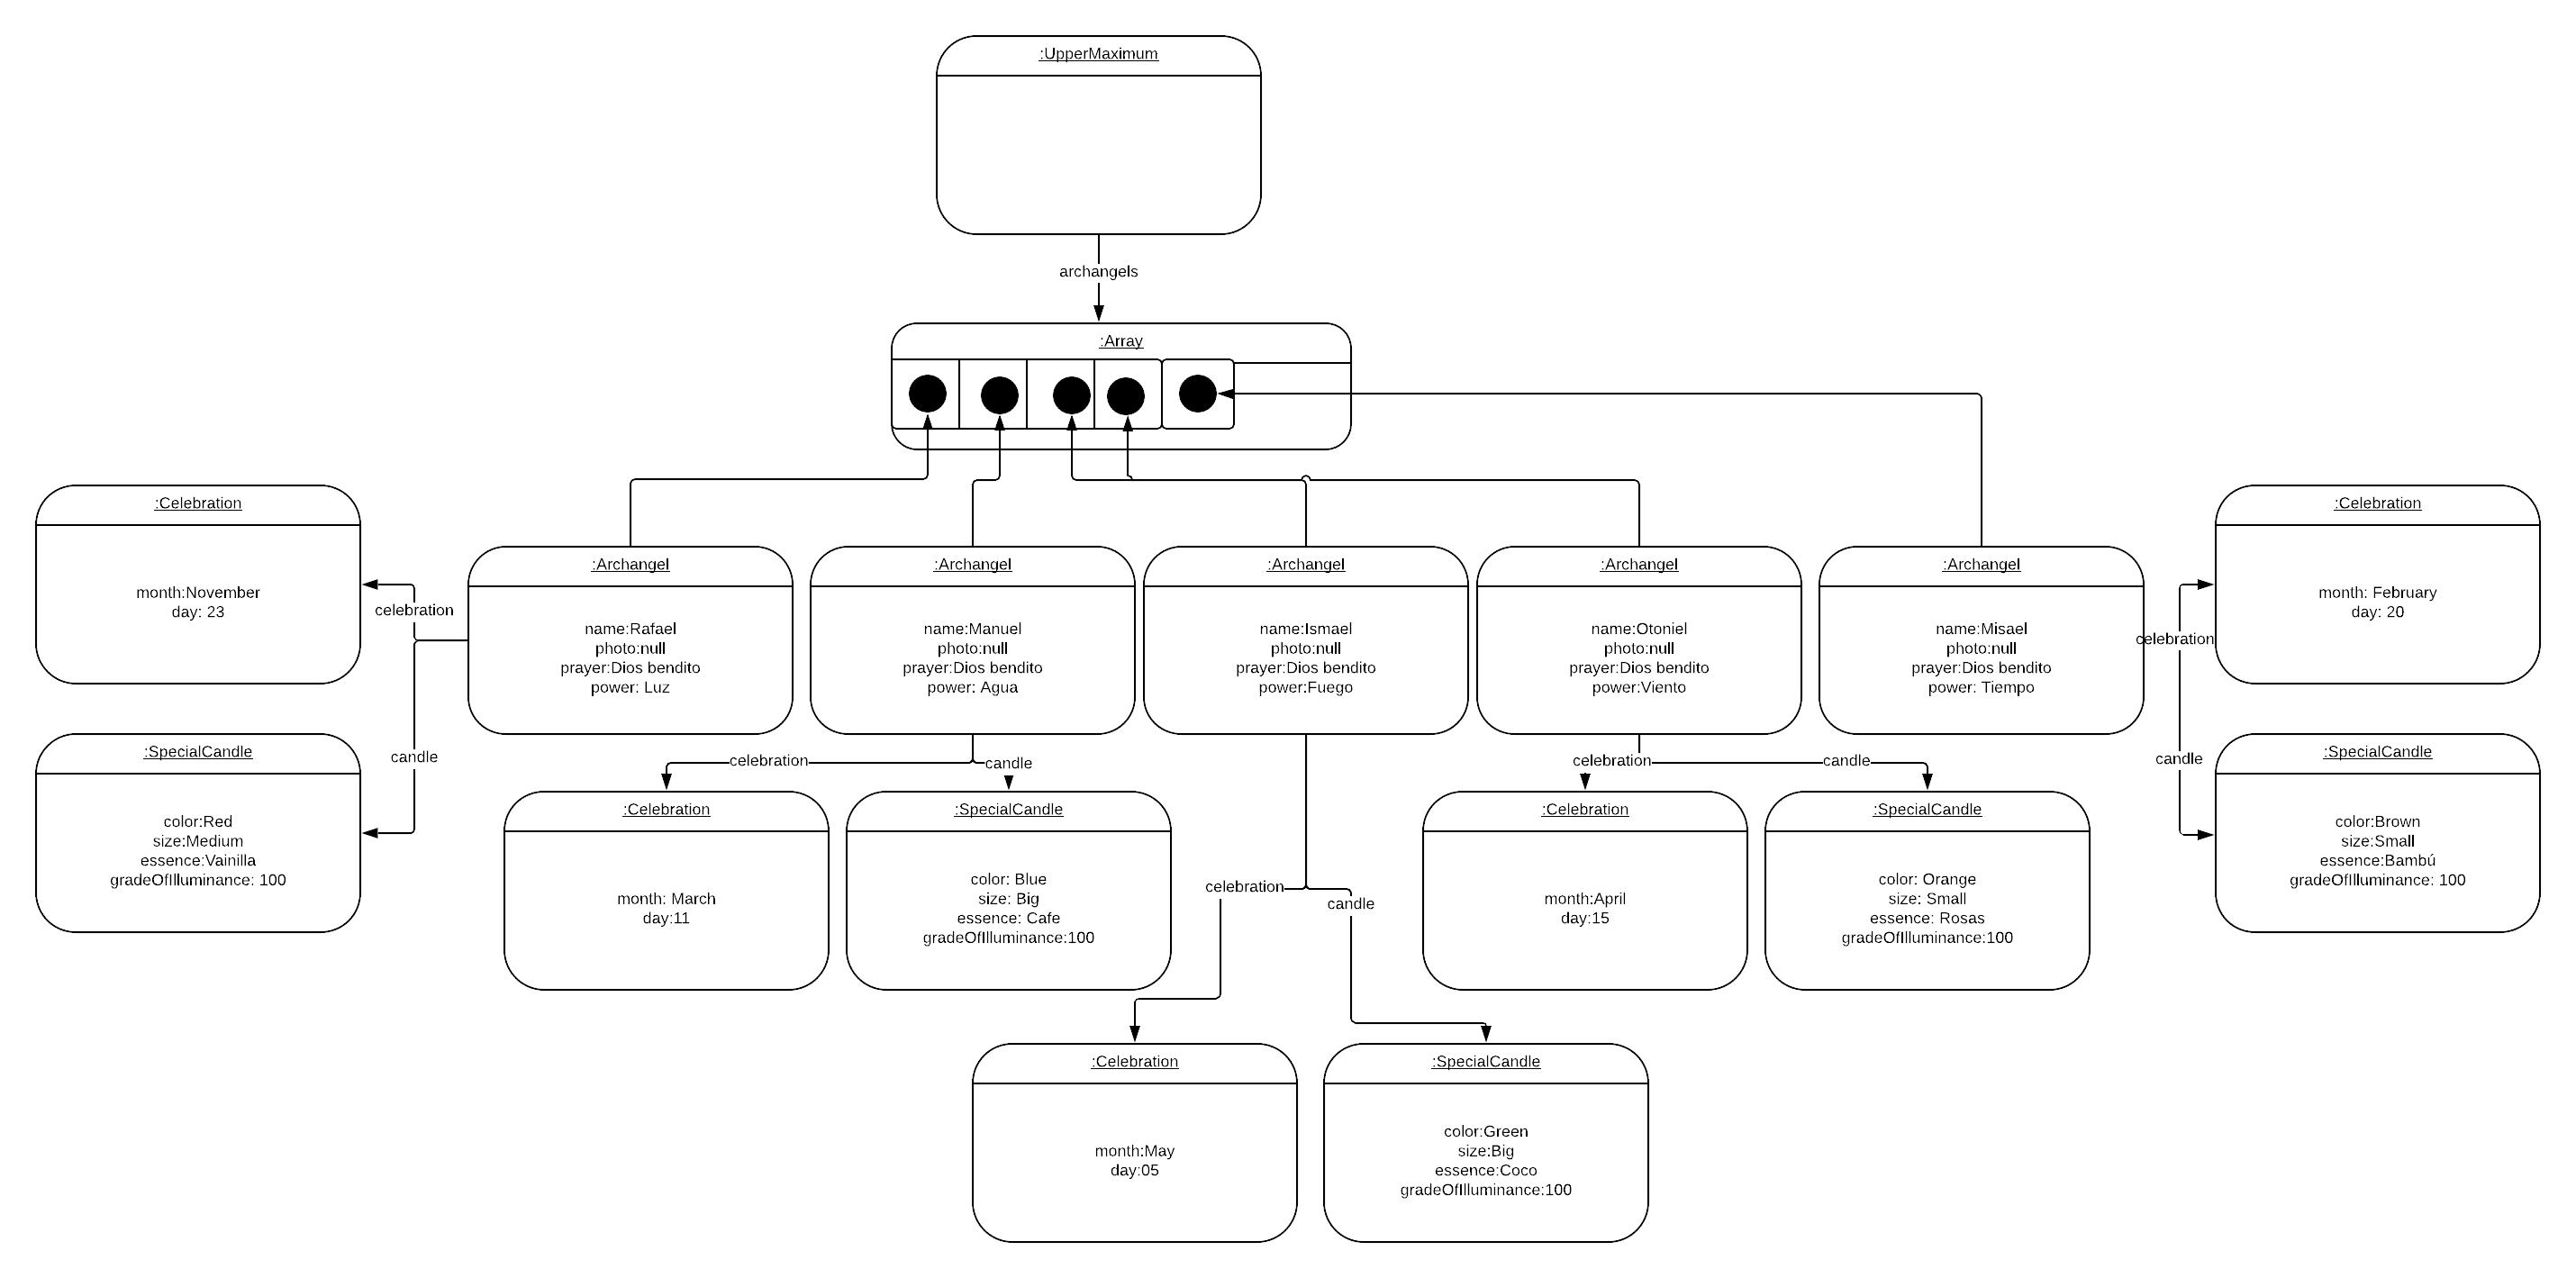 :UpperMaximum
archangels
:Array
:Celebration
month:November
day: 23
celebration
:Archangel
name:Rafael
photo:null
prayer:Dios bendito
power: Luz
:Archangel
name:Manuel
photo:null
prayer:Dios bendito
power: Agua
:Archangel
name:Ismael
photo:null
prayer:Dios bendito
power:Fuego
:Archangel
name:Otoniel
photo:null
prayer:Dios bendito
power:Viento
:Archangel
name:Misael
photo:null
prayer:Dios bendito
power: Tiempo
celebration
:Celebration
month: February
day: 20
:SpecialCandle
color:Red
size:Medium
essence:Vainilla
gradeOfIlluminance: 100
candle
celebration
candle
celebration
candle
candle
:SpecialCandle
color:Brown
size:Small
essence:Bambú
gradeOfIlluminance: 100
:Celebration
month: March
day:11
:SpecialCandle
color: Blue
size: Big
essence: Cafe
gradeOfIlluminance:100
celebration
candle
:Celebration
month:April
day:15
:SpecialCandle
color: Orange
size: Small
essence: Rosas
gradeOfIlluminance:100
:Celebration
month:May
day:05
:SpecialCandle
color:Green
size:Big
essence:Coco
gradeOfIlluminance:100